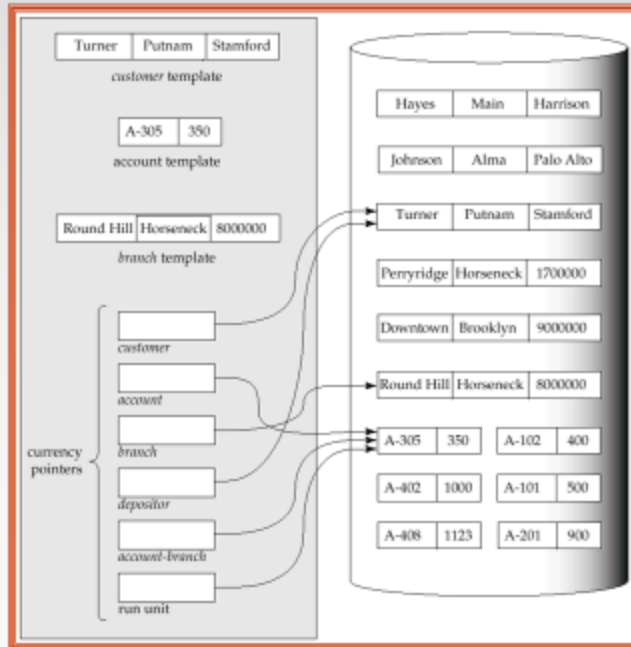 Turner Putnam Stamford
customer template
A-305 350
account template
Round Hill Horseneck 8000000
branch template
customer
account
branch
currency
pointers
depositor
account-branch
run unit
Hayes Main Harrison
Johnson Alma Palo Alto
Turner Putnam Stamford
Perryridge Horseneck 1700000
Downtown Brooklyn 9000000
Round Hill Horseneck 8000000
A-305 350 A-102 400
A-402 1000 A-101 500
A-408 1123 A-201 900